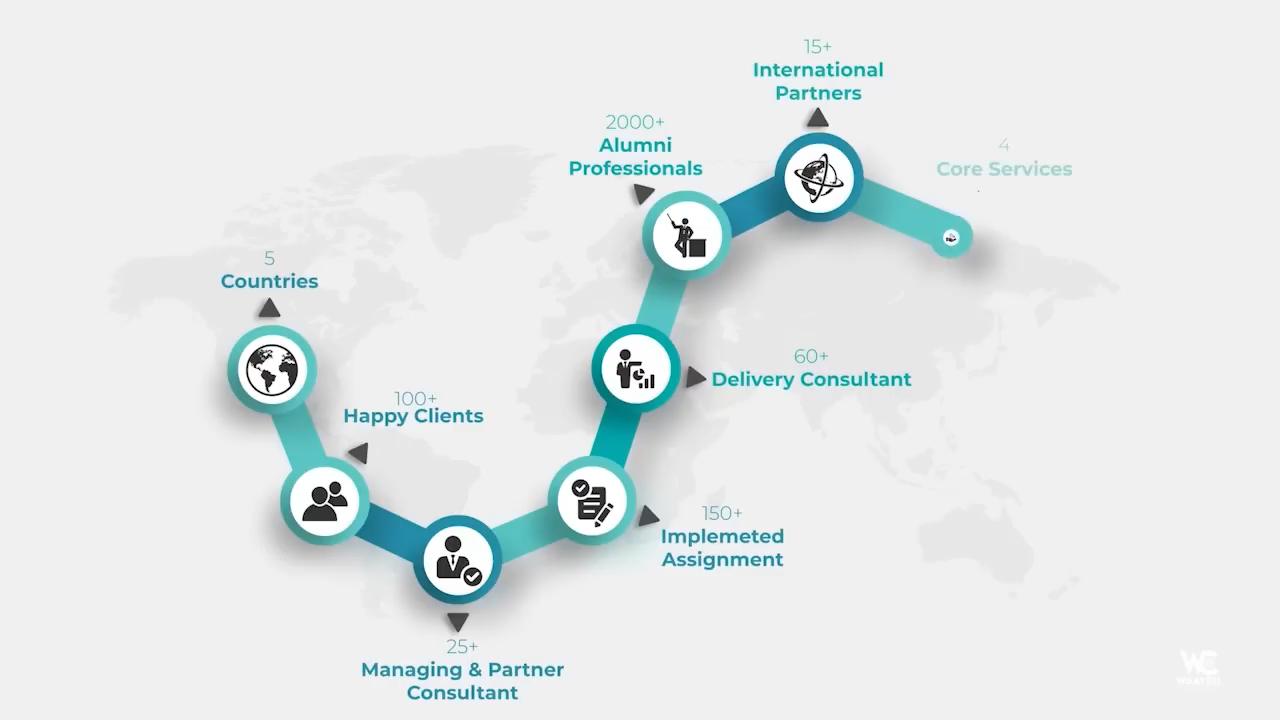 5
Countries
100+
Happy Clients
25+
Managing & Partner
Consultant
150+
Implemeted
Assignment
60+
Delivery Consultant
2000+
Alumni
Professionals
15+
International
Partners
4
Core Services
WC